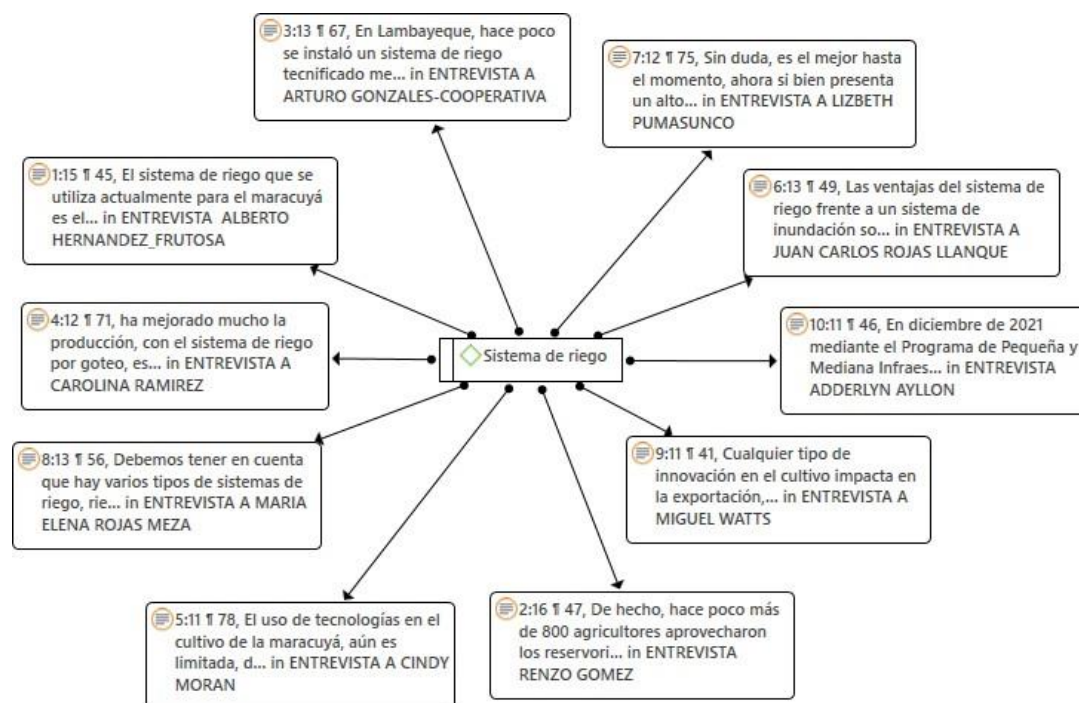 3:13 ¶ 67, En Lambayeque, hace poco
se instaló un sistema de riego
tecnificado me... in ENTREVISTA A
ARTURO GONZALES-COOPERATIVA
7:12 ¶ 75, Sin duda, es el mejor hasta
el momento, ahora si bien presenta
un alto... in ENTREVISTA A LIZBETH
PUMASUNCO
1:15 ¶ 45, El sistema de riego que se
utiliza actualmente para el maracuyá
es el... in ENTREVISTA  ALBERTO
HERNANDEZ_FRUTOSA
6:13 ¶ 49, Las ventajas del sistema de
riego frente a un sistema de
inundación so... in ENTREVISTA A
JUAN CARLOS ROJAS LLANQUE
4:12 ¶ 71, ha mejorado mucho la
producción, con el sistema de riego
por goteo, es... in ENTREVISTA A
CAROLINA RAMIREZ
Sistema de riego
10:11 ¶ 46, En diciembre de 2021
mediante el Programa de Pequeña y
Mediana Infraes... in ENTREVISTA
ADDERLYN AYLLON
8:13 ¶ 56, Debemos tener en cuenta
que hay varios tipos de sistemas de
riego, rie... in ENTREVISTA A MARIA
ELENA ROJAS MEZA
9:11 ¶ 41, Cualquier tipo de
innovación en el cultivo impacta en
la exportación,... in ENTREVISTA A
MIGUEL WATTS
5:11 ¶ 78, El uso de tecnologías en el
cultivo de la maracuyá, aún es
limitada, d... in ENTREVISTA A CINDY
MORAN
2:16 ¶ 47, De hecho, hace poco más
de 800 agricultores aprovecharon
los reservori... in ENTREVISTA
RENZO GOMEZ